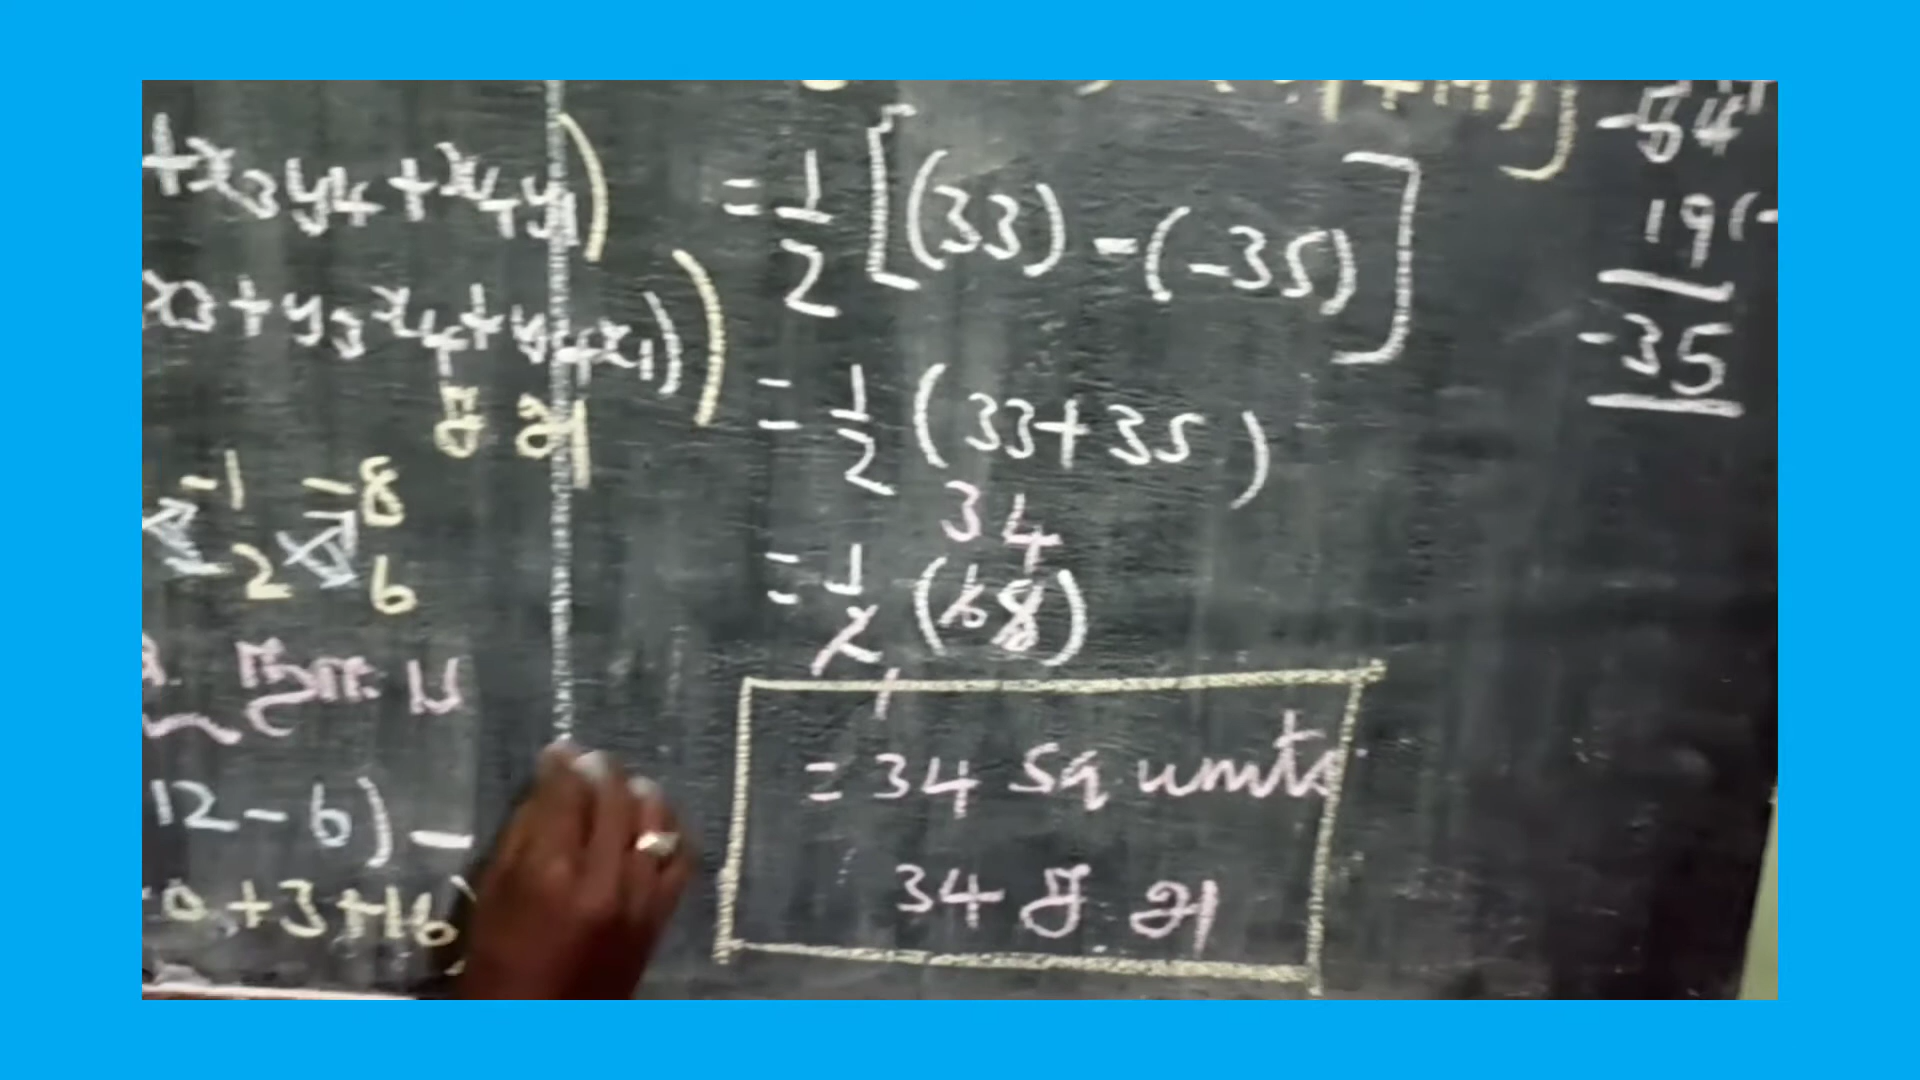 +x3y4+x4y1)
x3+y3x4+y4x1))
ச அ
-1 -8
-2 6
12-6) -
+3+16)
= 1/2 [(33) - (-35)]
= 1/2 (33+35)
34
= 1/2 (68)
= 34 Sq units
34 ச. அ
-54
19(-
-35